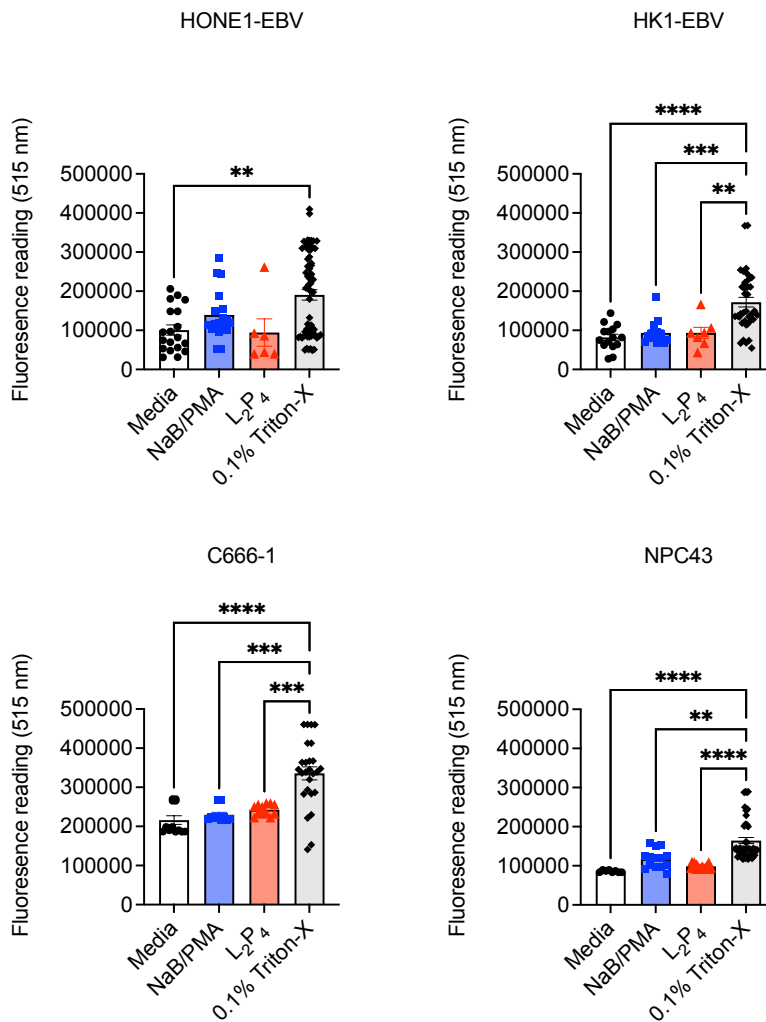 HONE1-EBV
Fluoresence reading (515 nm)
**
500000
400000
300000
200000
100000
0
Media
NaB/PMA
L₂P₄
0.1% Triton-X
HK1-EBV
Fluoresence reading (515 nm)
****
***
**
500000
400000
300000
200000
100000
0
Media
NaB/PMA
L₂P₄
0.1% Triton-X
C666-1
Fluoresence reading (515 nm)
****
***
***
500000
400000
300000
200000
100000
0
Media
NaB/PMA
L₂P₄
0.1% Triton-X
NPC43
Fluoresence reading (515 nm)
****
**
****
500000
400000
300000
200000
100000
0
Media
NaB/PMA
L₂P₄
0.1% Triton-X